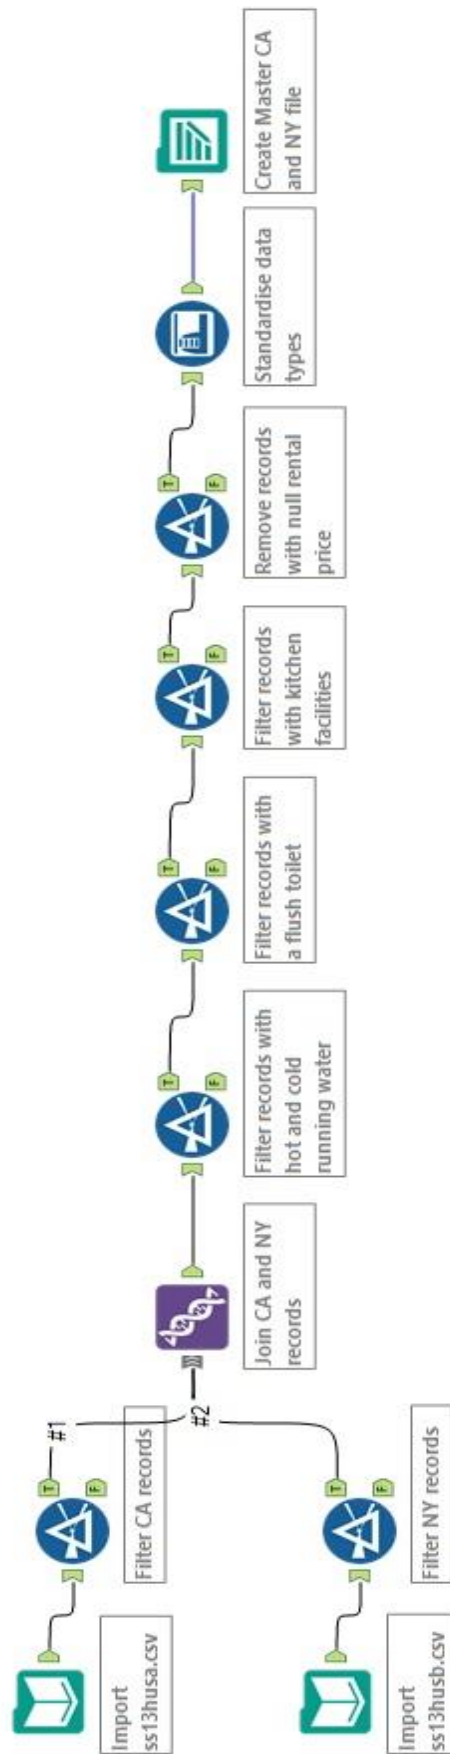 Import
ss13husa.csv
T
F
Filter CA records
#1
Import
ss13husb.csv
T
F
Filter NY records
#2
Join CA and NY
records
T
F
Filter records with
hot and cold
running water
T
F
Filter records with
a flush toilet
T
F
Filter records
with kitchen
facilities
T
F
Remove records
with null rental
price
Standardise data
types
Create Master CA
and NY file